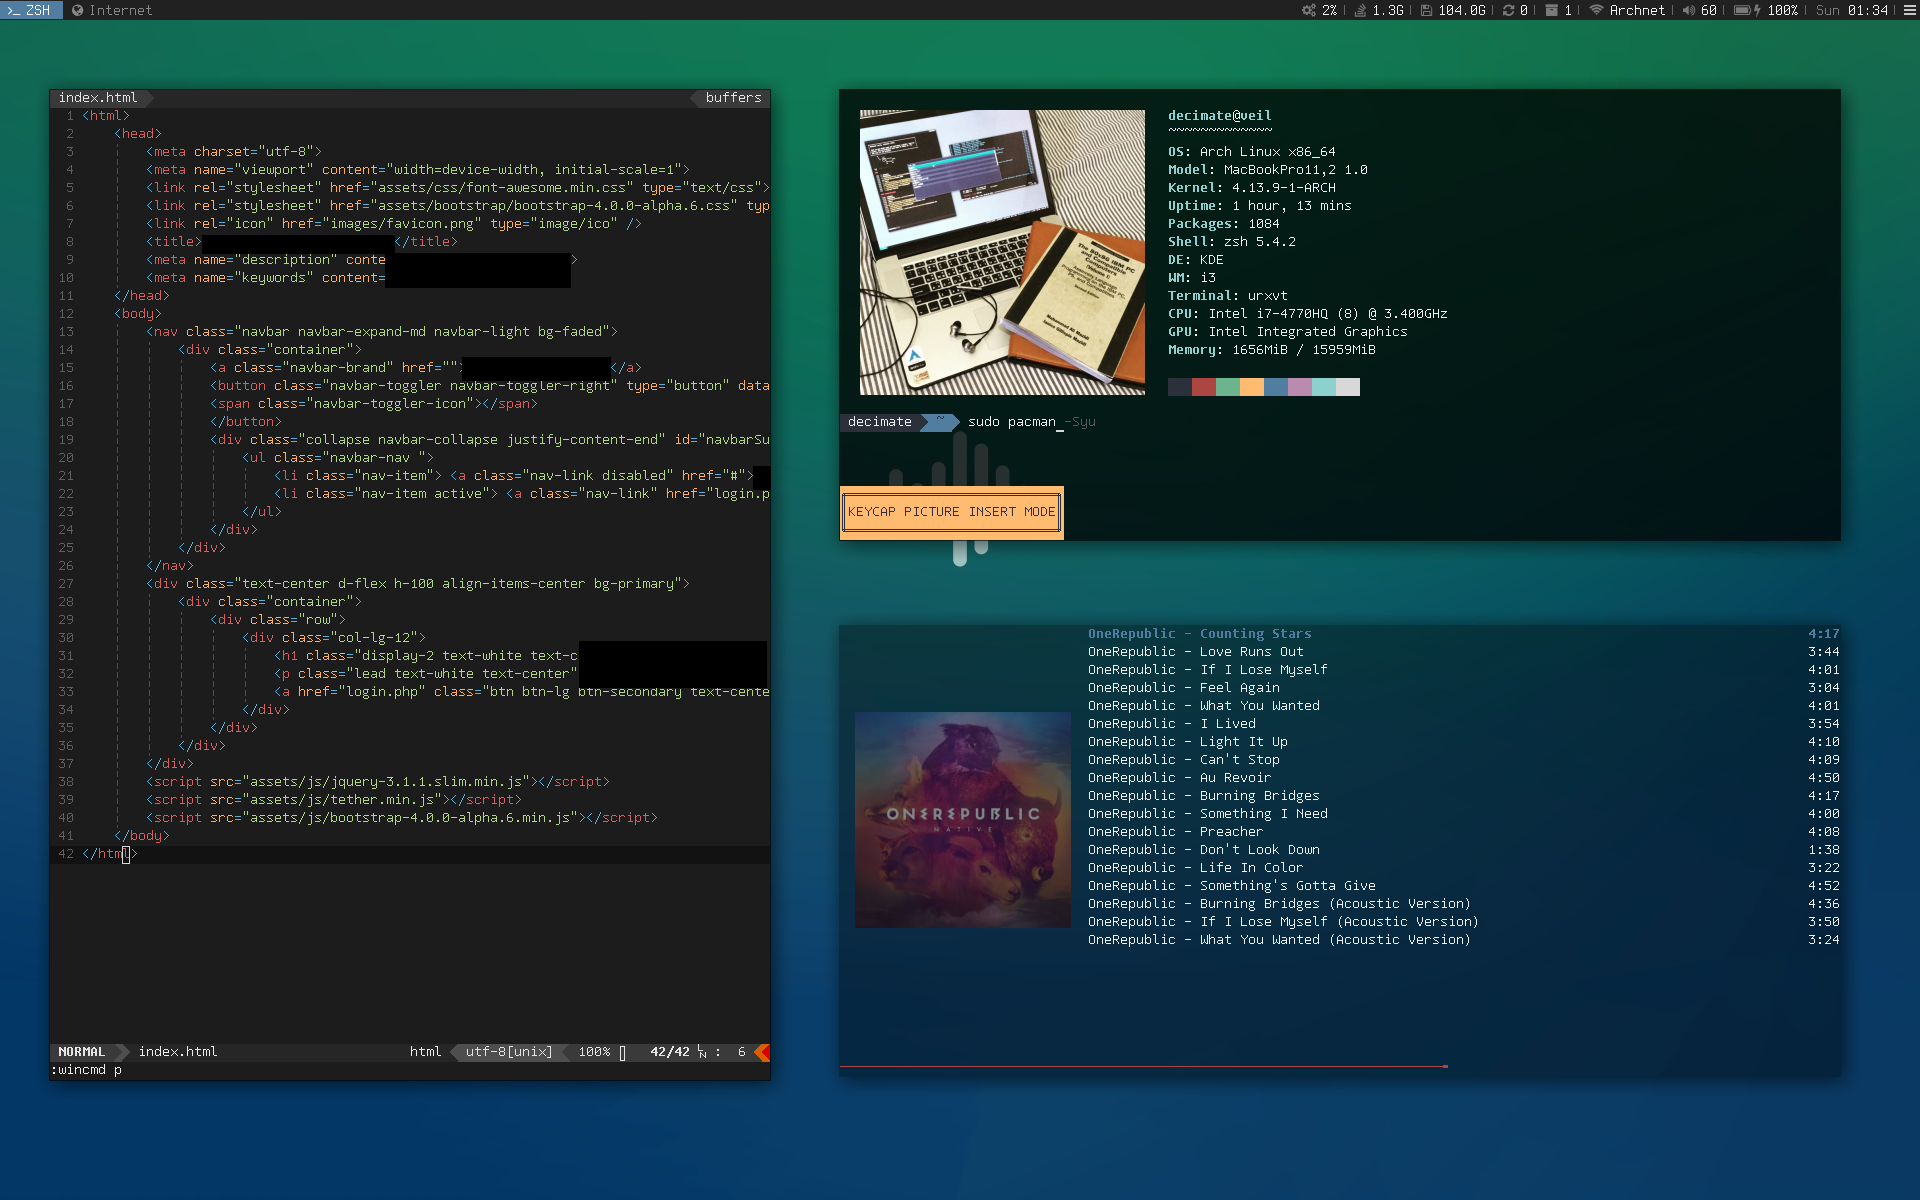 >_ ZSH Internet 2% 1.3G 104.0G 0 1 Archnet 60 100% Sun 01:34
index.html buffers
1 <html>
2 <head>
3 <meta charset="utf-8">
4 <meta name="viewport" content="width=device-width, initial-scale=1">
5 <link rel="stylesheet" href="assets/css/font-awesome.min.css" type="text/css">
6 <link rel="stylesheet" href="assets/bootstrap/bootstrap-4.0.0-alpha.6.css" typ
7 <link rel="icon" href="images/favicon.png" type="image/ico" />
8 <title> </title>
9 <meta name="description" conte >
10 <meta name="keywords" content=
11 </head>
12 <body>
13 <nav class="navbar navbar-expand-md navbar-light bg-faded">
14 <div class="container">
15 <a class="navbar-brand" href=""> </a>
16 <button class="navbar-toggler navbar-toggler-right" type="button" data
17 <span class="navbar-toggler-icon"></span>
18 </button>
19 <div class="collapse navbar-collapse justify-content-end" id="navbarSu
20 <ul class="navbar-nav ">
21 <li class="nav-item"> <a class="nav-link disabled" href="#">
22 <li class="nav-item active"> <a class="nav-link" href="login.p
23 </ul>
24 </div>
25 </div>
26 </nav>
27 <div class="text-center d-flex h-100 align-items-center bg-primary">
28 <div class="container">
29 <div class="row">
30 <div class="col-lg-12">
31 <h1 class="display-2 text-white text-c
32 <p class="lead text-white text-center"
33 <a href="login.php" class="btn btn-lg btn-secondary text-cente
34 </div>
35 </div>
36 </div>
37 </div>
38 <script src="assets/js/jquery-3.1.1.slim.min.js"></script>
39 <script src="assets/js/tether.min.js"></script>
40 <script src="assets/js/bootstrap-4.0.0-alpha.6.min.js"></script>
41 </body>
42 </html>
NORMAL index.html html utf-8[unix] 100% 42/42 LN : 6
:wincmd p
decimate@veil
~~~~~~~~~~~~~
OS: Arch Linux x86_64
Model: MacBookPro11,2 1.0
Kernel: 4.13.9-1-ARCH
Uptime: 1 hour, 13 mins
Packages: 1084
Shell: zsh 5.4.2
DE: KDE
WM: i3
Terminal: urxvt
CPU: Intel i7-4770HQ (8) @ 3.400GHz
GPU: Intel Integrated Graphics
Memory: 1656MiB / 15959MiB
decimate ~ sudo pacman_-Syu
KEYCAP PICTURE INSERT MODE
OneRepublic - Counting Stars 4:17
OneRepublic - Love Runs Out 3:44
OneRepublic - If I Lose Myself 4:01
OneRepublic - Feel Again 3:04
OneRepublic - What You Wanted 4:01
OneRepublic - I Lived 3:54
OneRepublic - Light It Up 4:10
OneRepublic - Can't Stop 4:09
OneRepublic - Au Revoir 4:50
OneRepublic - Burning Bridges 4:17
OneRepublic - Something I Need 4:00
OneRepublic - Preacher 4:08
OneRepublic - Don't Look Down 1:38
OneRepublic - Life In Color 3:22
OneRepublic - Something's Gotta Give 4:52
OneRepublic - Burning Bridges (Acoustic Version) 4:36
OneRepublic - If I Lose Myself (Acoustic Version) 3:50
OneRepublic - What You Wanted (Acoustic Version) 3:24
ONEREPUBLIC
NATIVE